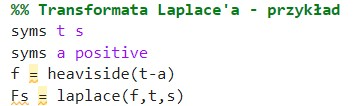 %% Transformata Laplace'a - przykład
syms t s
syms a positive
f = heaviside(t-a)
Fs = laplace(f,t,s)